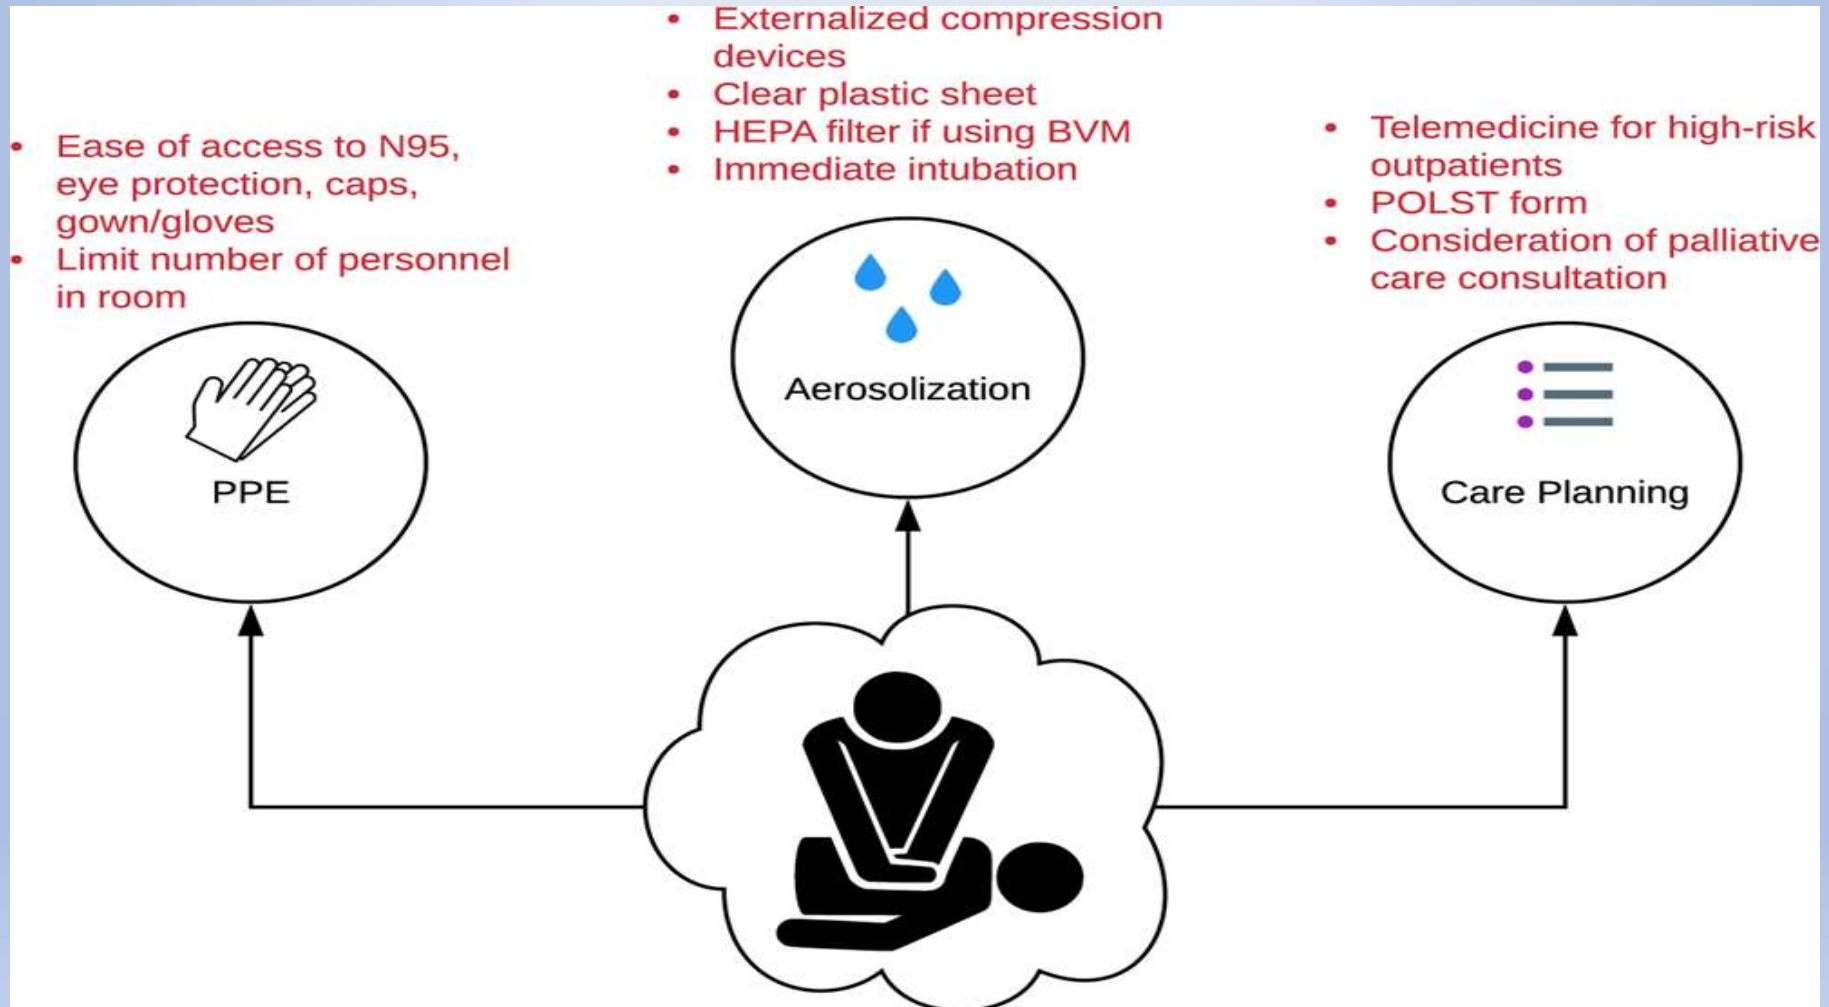 • Externalized compression
devices
• Clear plastic sheet
• HEPA filter if using BVM
• Immediate intubation
• Ease of access to N95,
eye protection, caps,
gown/gloves
• Limit number of personnel
in room
• Telemedicine for high-risk
outpatients
• POLST form
• Consideration of palliative
care consultation
Aerosolization
PPE
Care Planning